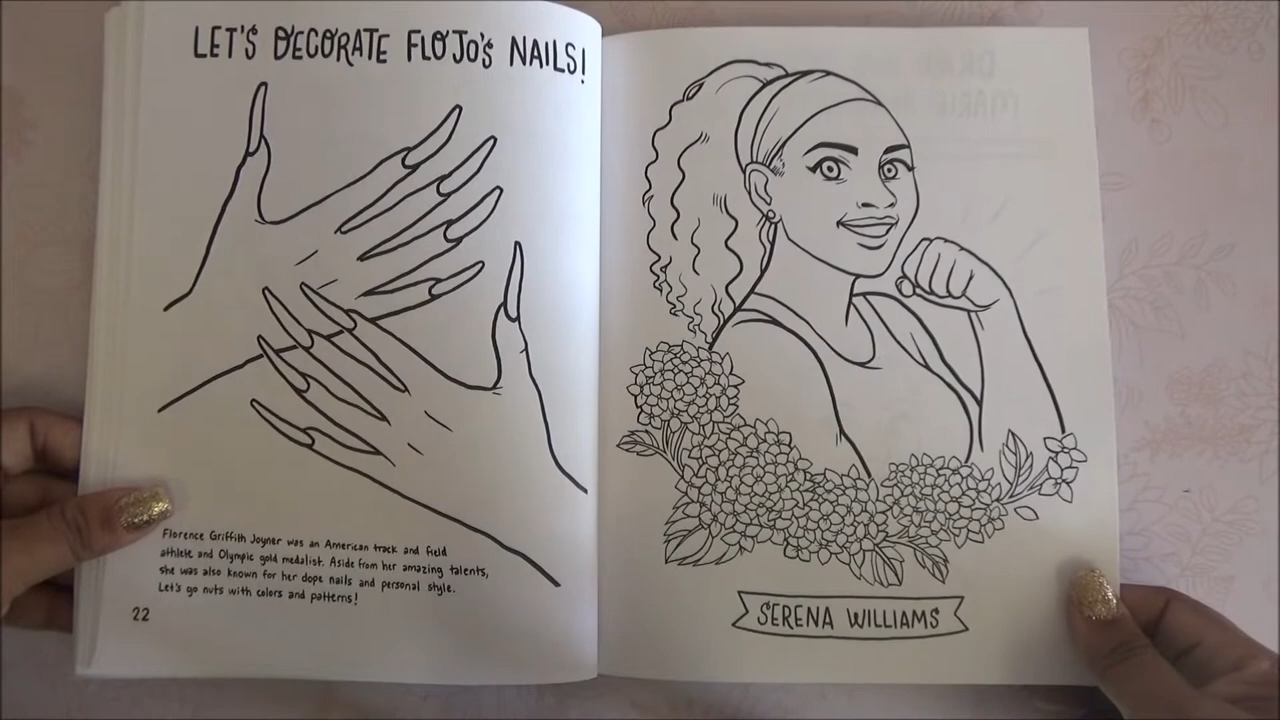 LET'S DECORATE FLOJO'S NAILS!
Florence Griffith Joyner was an American track and field
athlete and Olympic gold medalist. Aside from her amazing talents,
she was also known for her dope nails and personal style.
Let's go nuts with colors and patterns!
22
SERENA WILLIAMS